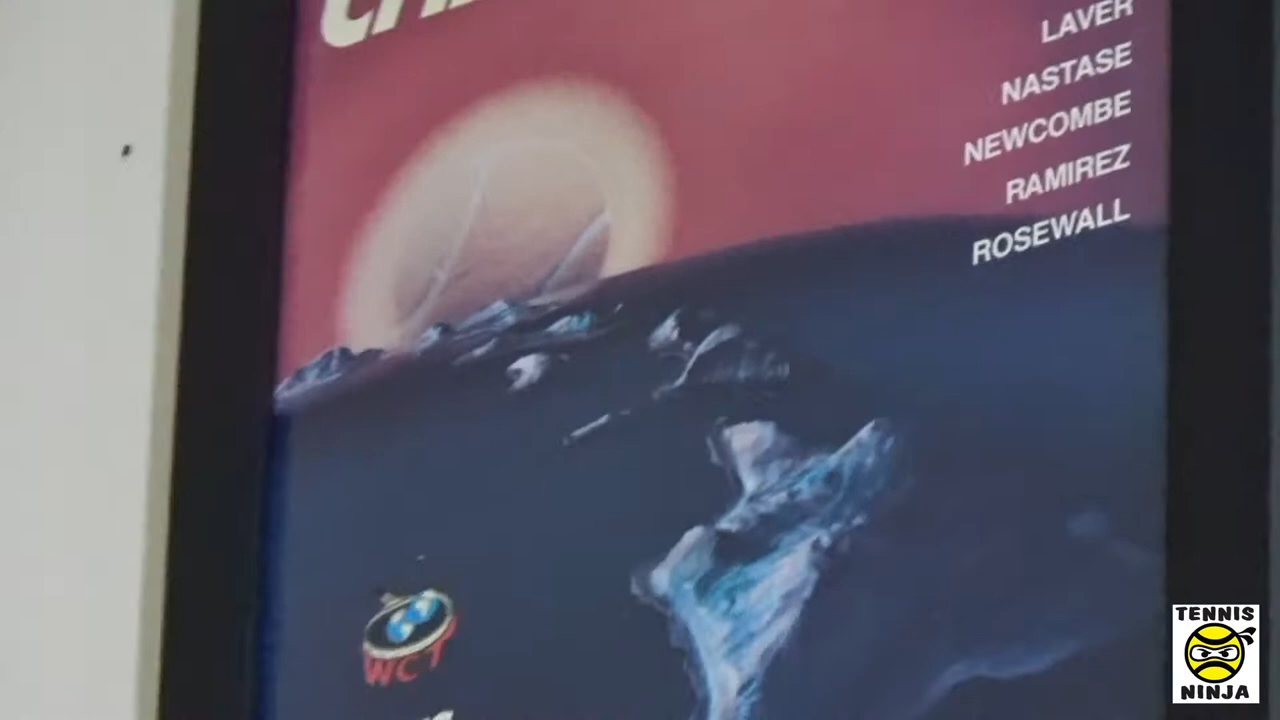 LAVER
NASTASE
NEWCOMBE
RAMIREZ
ROSEWALL
WCT
TENNIS
NINJA